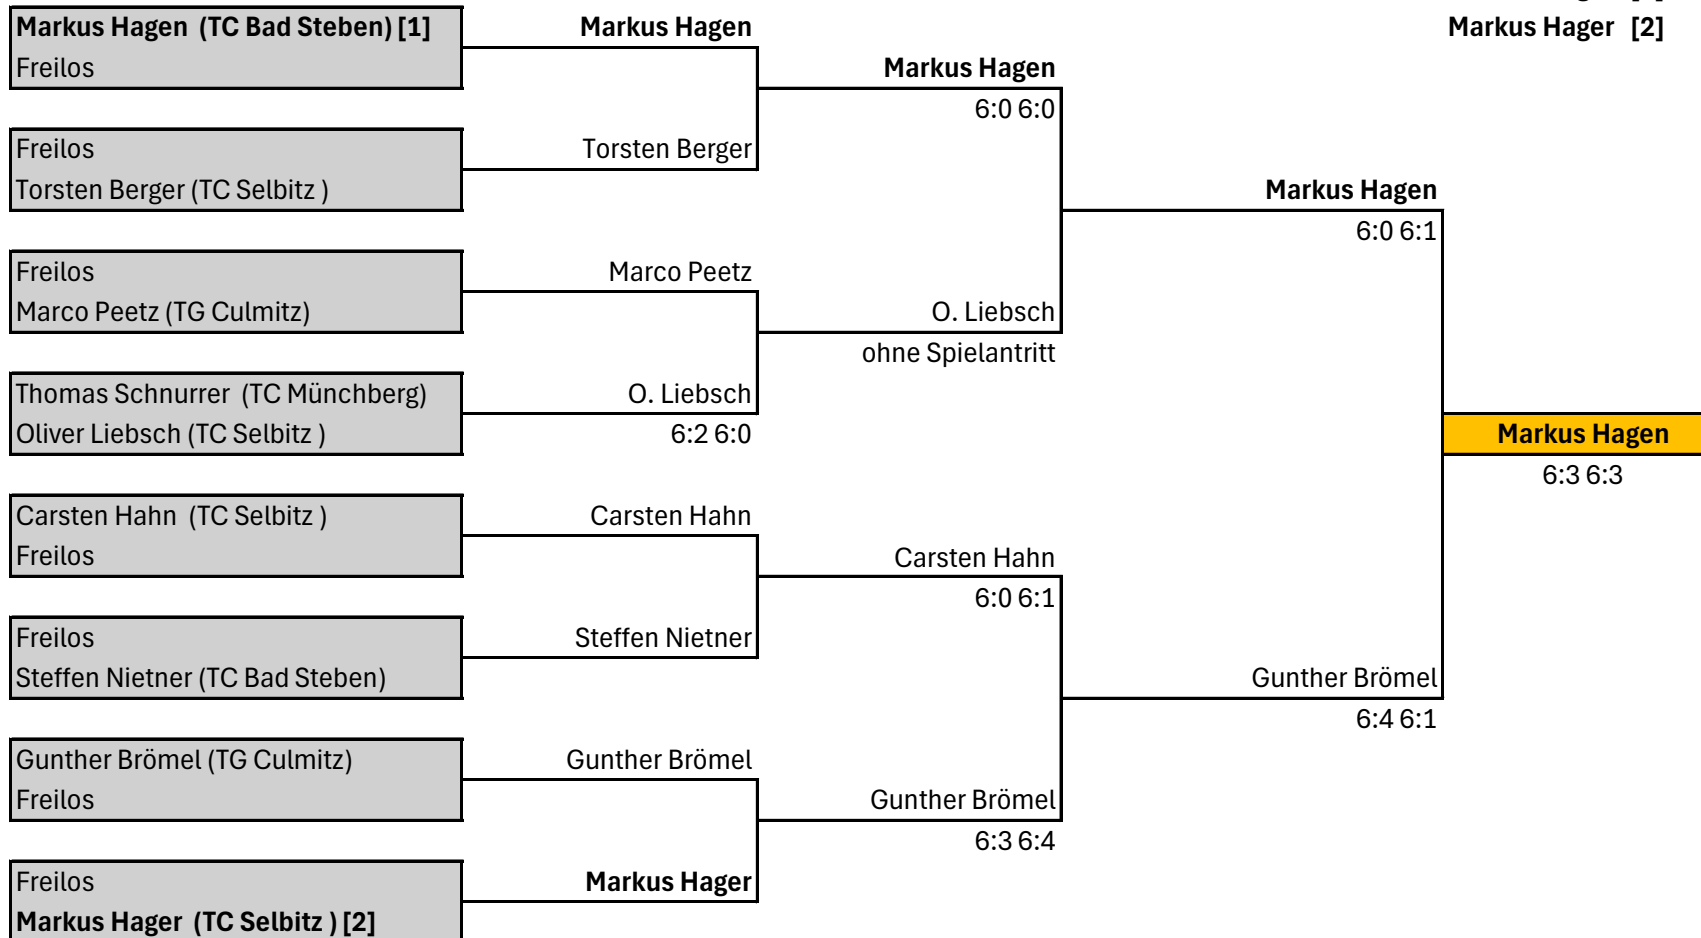 Markus Hager [2]
Markus Hagen (TC Bad Steben) [1]
Freilos
Freilos
Torsten Berger (TC Selbitz )
Freilos
Marco Peetz (TG Culmitz)
Thomas Schnurrer (TC Münchberg)
Oliver Liebsch (TC Selbitz )
Carsten Hahn (TC Selbitz )
Freilos
Freilos
Steffen Nietner (TC Bad Steben)
Gunther Brömel (TG Culmitz)
Freilos
Freilos
Markus Hager (TC Selbitz ) [2]
Markus Hagen
Torsten Berger
Marco Peetz
O. Liebsch
6:2 6:0
Carsten Hahn
Steffen Nietner
Gunther Brömel
Markus Hager
Markus Hagen
6:0 6:0
O. Liebsch
ohne Spielantritt
Carsten Hahn
6:0 6:1
Gunther Brömel
6:3 6:4
Markus Hagen
6:0 6:1
Gunther Brömel
6:4 6:1
Markus Hagen
6:3 6:3